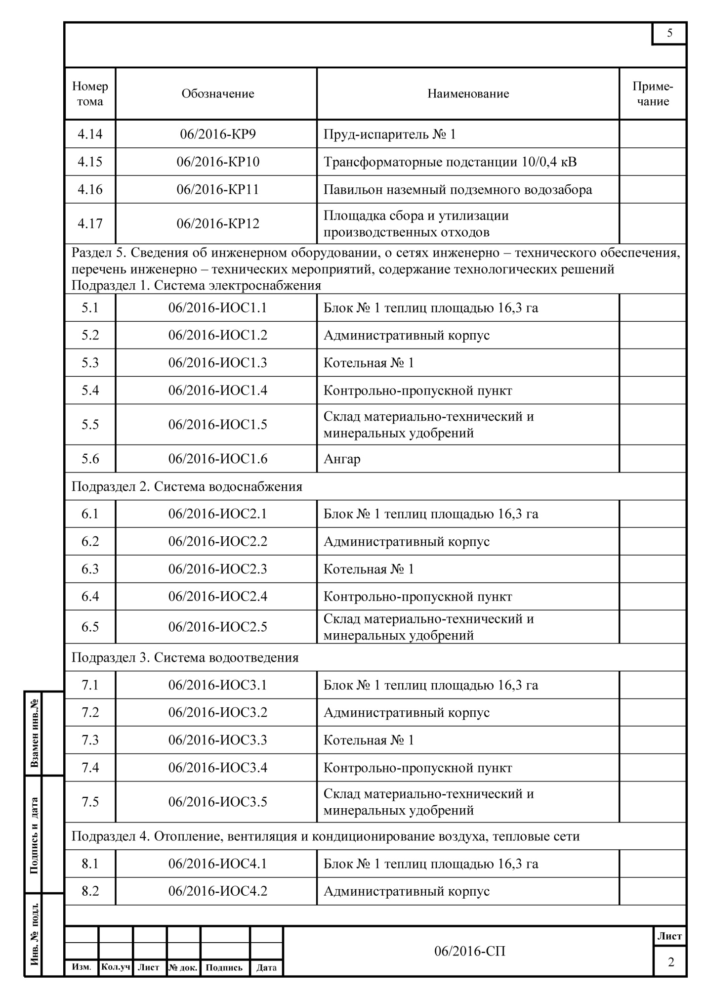 5
Номер
тома
Обозначение
Наименование
Приме-
чание
4.14 06/2016-КР9 Пруд-испаритель № 1
4.15 06/2016-КР10 Трансформаторные подстанции 10/0,4 кВ
4.16 06/2016-КР11 Павильон наземный подземного водозабора
4.17 06/2016-КР12 Площадка сбора и утилизации
производственных отходов
Раздел 5. Сведения об инженерном оборудовании, о сетях инженерно – технического обеспечения,
перечень инженерно – технических мероприятий, содержание технологических решений
Подраздел 1. Система электроснабжения
5.1 06/2016-ИОС1.1 Блок № 1 теплиц площадью 16,3 га
5.2 06/2016-ИОС1.2 Административный корпус
5.3 06/2016-ИОС1.3 Котельная № 1
5.4 06/2016-ИОС1.4 Контрольно-пропускной пункт
5.5 06/2016-ИОС1.5 Склад материально-технический и
минеральных удобрений
5.6 06/2016-ИОС1.6 Ангар
Подраздел 2. Система водоснабжения
6.1 06/2016-ИОС2.1 Блок № 1 теплиц площадью 16,3 га
6.2 06/2016-ИОС2.2 Административный корпус
6.3 06/2016-ИОС2.3 Котельная № 1
6.4 06/2016-ИОС2.4 Контрольно-пропускной пункт
6.5 06/2016-ИОС2.5 Склад материально-технический и
минеральных удобрений
Подраздел 3. Система водоотведения
7.1 06/2016-ИОС3.1 Блок № 1 теплиц площадью 16,3 га
7.2 06/2016-ИОС3.2 Административный корпус
7.3 06/2016-ИОС3.3 Котельная № 1
7.4 06/2016-ИОС3.4 Контрольно-пропускной пункт
7.5 06/2016-ИОС3.5 Склад материально-технический и
минеральных удобрений
Подраздел 4. Отопление, вентиляция и кондиционирование воздуха, тепловые сети
8.1 06/2016-ИОС4.1 Блок № 1 теплиц площадью 16,3 га
8.2 06/2016-ИОС4.2 Административный корпус
Взамен инв.№
Подпись и дата
Инв. № подл.
Изм. Кол.уч Лист № док. Подпись Дата
06/2016-СП
Лист
2